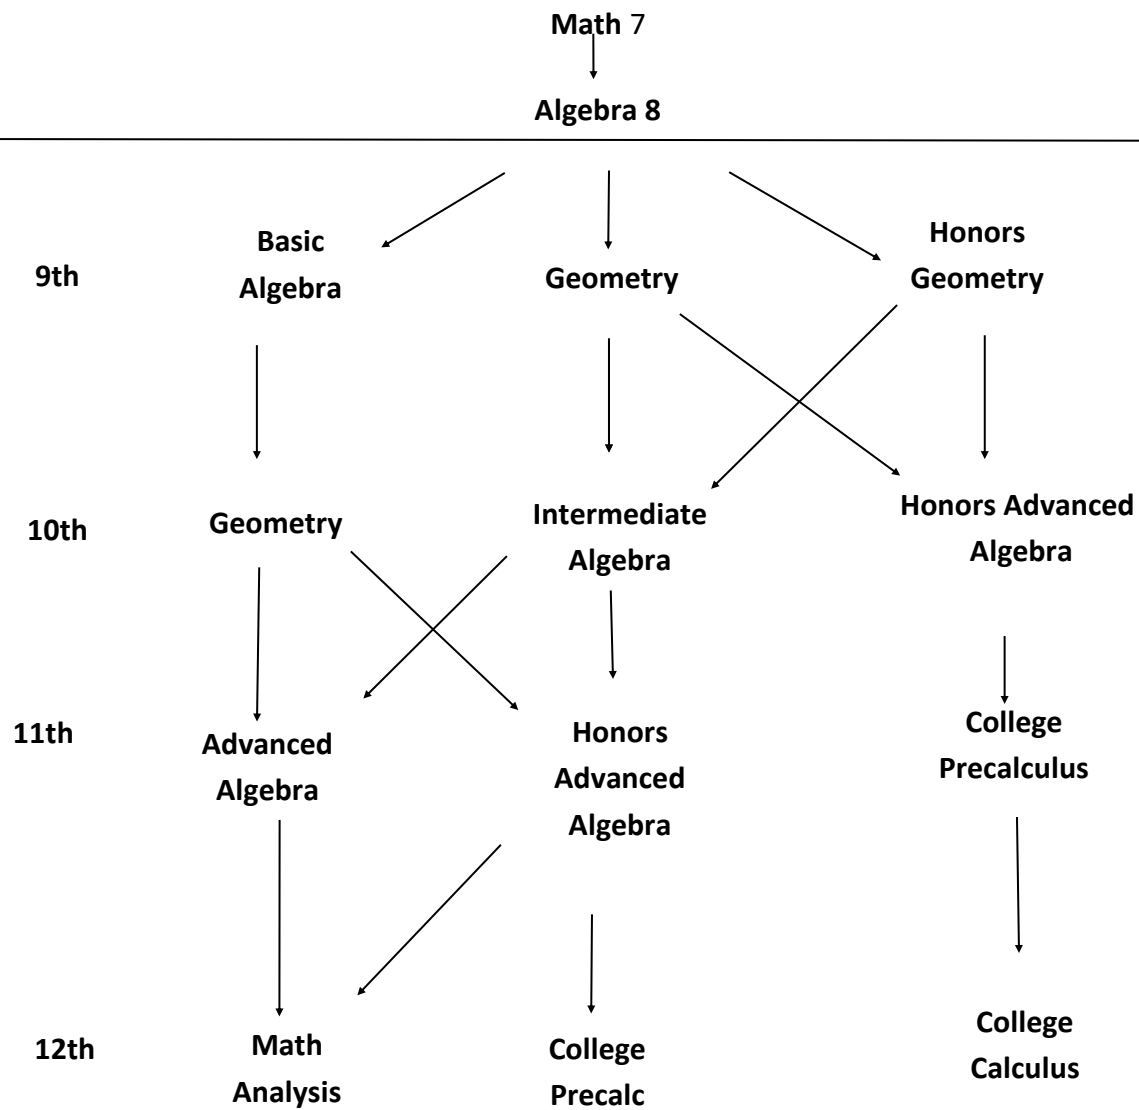 Math 7
Algebra 8
9th
Basic
Algebra
Geometry
Honors
Geometry
10th
Geometry
Intermediate
Algebra
Honors Advanced
Algebra
11th
Advanced
Algebra
Honors
Advanced
Algebra
College
Precalculus
12th
Math
Analysis
College
Precalc
College
Calculus